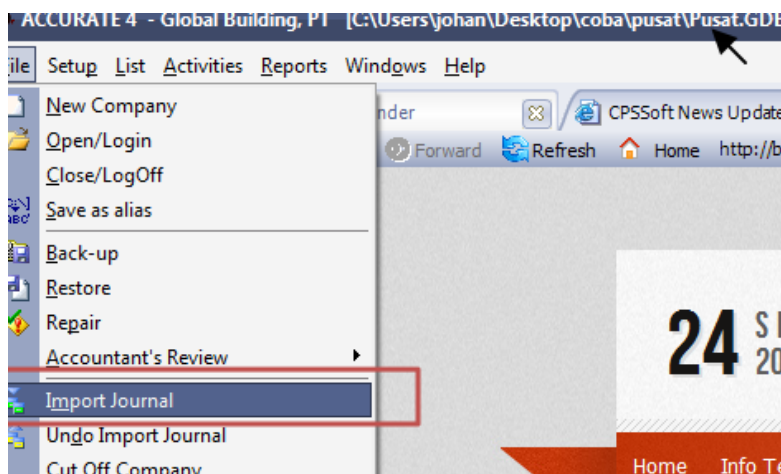 ACCURATE 4 - Global Building, PT [C:\Users\johan\Desktop\coba\pusat\Pusat.GDB
File Setup List Activities Reports Windows Help
New Company
nder
CPSSoft News Update
Open/Login
Forward Refresh Home http://b
Close/LogOff
Save as alias
Back-up
Restore
Repair
24
Accountant's Review
20
Import Journal
Undo Import Journal
Cut Off Company
Home Info